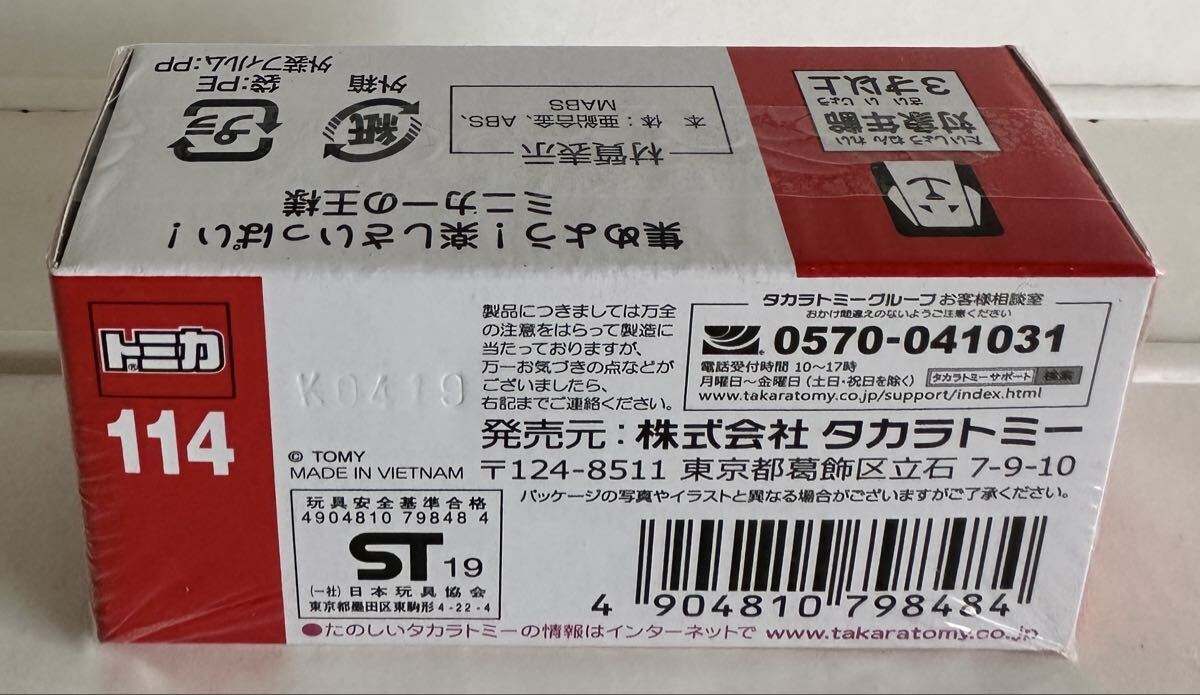 集めよう！楽しさいっぱい！
ミニカーの王様
材質表示
本 体：亜鉛合金、ABS、
MABS
外箱
紙
プラ
袋：PE
外装フィルム：PP
たいしょうねんれい
対象年齢
さいいじょう
3才以上
トミカ
®
114
製品につきましては万全
の注意をはらって製造に
当たっておりますが、
万一お気づきの点などが
ございましたら、
右記までご連絡ください。
K0419
タカラトミーグループ お客様相談室
おかけ間違えのないようご注意ください
0570-041031
電話受付時間 10～17時
月曜日～金曜日（土・日・祝日を除く） タカラトミーサポート 検索
www.takaratomy.co.jp/support/index.html
発売元：株式会社 タカラトミー
〒124-8511 東京都葛飾区立石 7-9-10
パッケージの写真やイラストと異なる場合がございますがご了承ください。
© TOMY
MADE IN VIETNAM
玩具安全基準合格
4904810 79848 4
ST 19
(一社) 日本玩具協会
東京都墨田区東駒形4-22-4
4 904810 798484
●たのしいタカラトミーの情報はインターネットで www.takaratomy.co.jp/